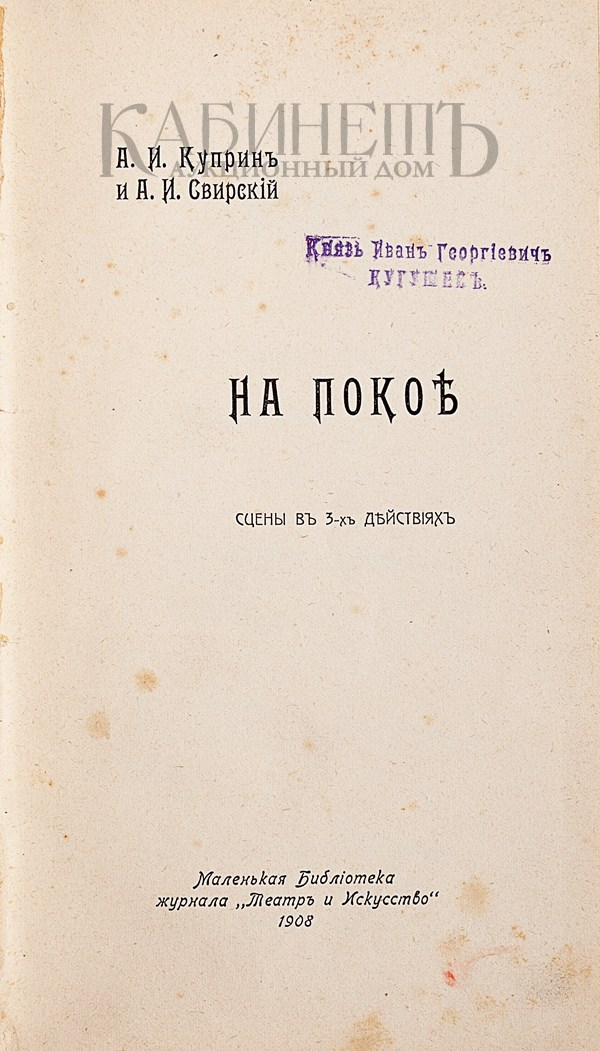 КАБИНЕТЪ
АУКЦИОННЫЙ ДОМ
А. И. Купринъ
и А. И. Свирскій
Князь Иванъ Георгіевичъ
КУГУШЕВЪ.
НА ПОКОѢ
СЦЕНЫ ВЪ 3-хъ ДѢЙСТВІЯХЪ
Маленькая Библіотека
журнала „Театръ и Искусство“
1908